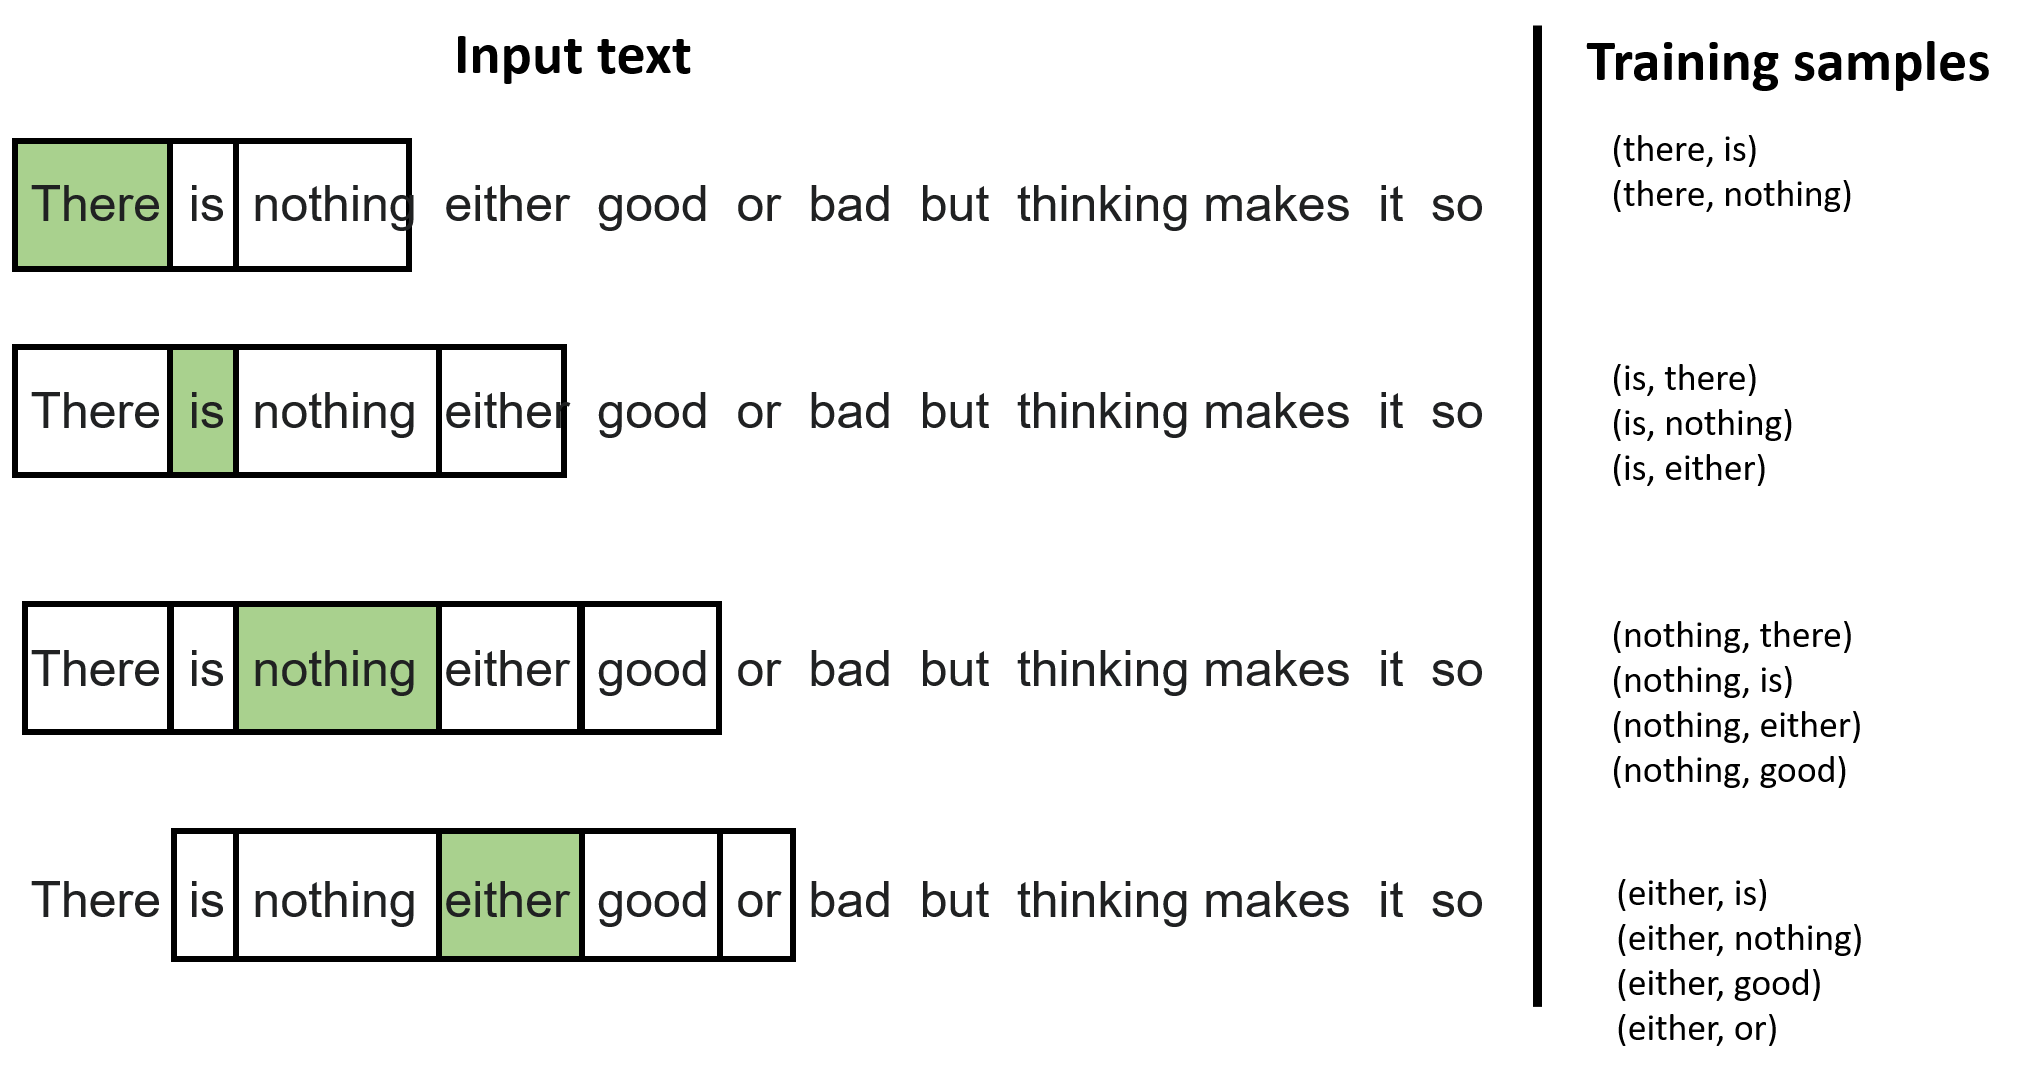 Input text
Training samples
There is nothing either good or bad but thinking makes it so
(there, is)
(there, nothing)
There is nothing either good or bad but thinking makes it so
(is, there)
(is, nothing)
(is, either)
There is nothing either good or bad but thinking makes it so
(nothing, there)
(nothing, is)
(nothing, either)
(nothing, good)
There is nothing either good or bad but thinking makes it so
(either, is)
(either, nothing)
(either, good)
(either, or)